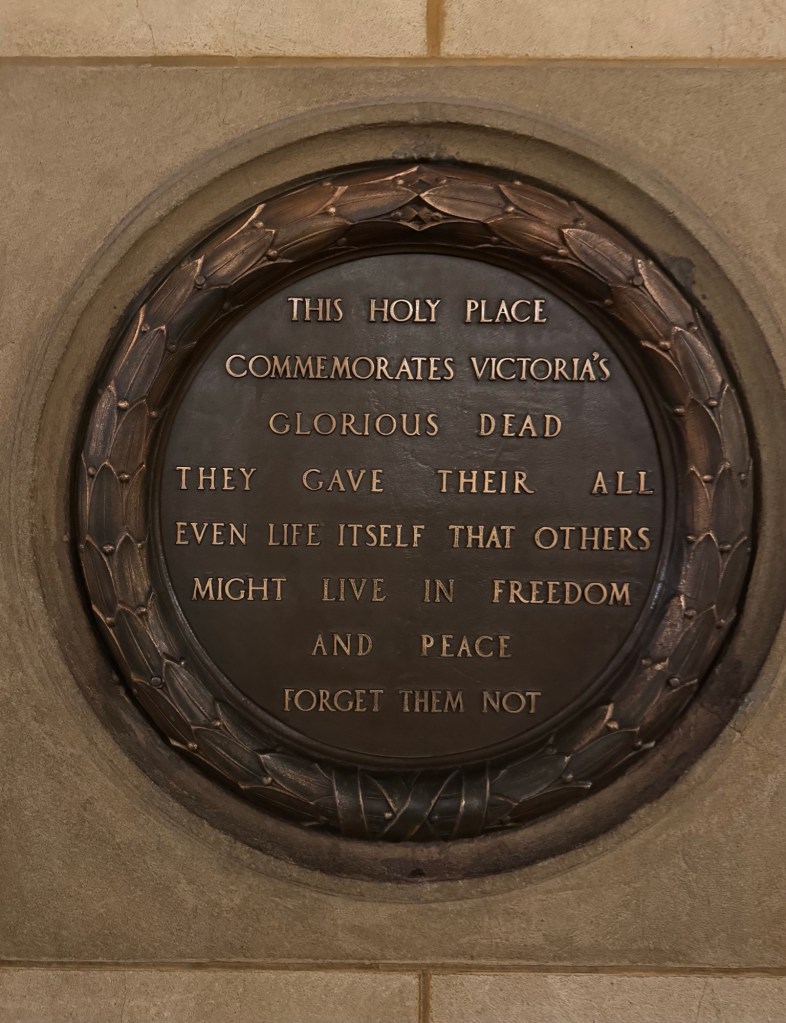 THIS HOLY PLACE
COMMEMORATES VICTORIA'S
GLORIOUS DEAD
THEY GAVE THEIR ALL
EVEN LIFE ITSELF THAT OTHERS
MIGHT LIVE IN FREEDOM
AND PEACE
FORGET THEM NOT